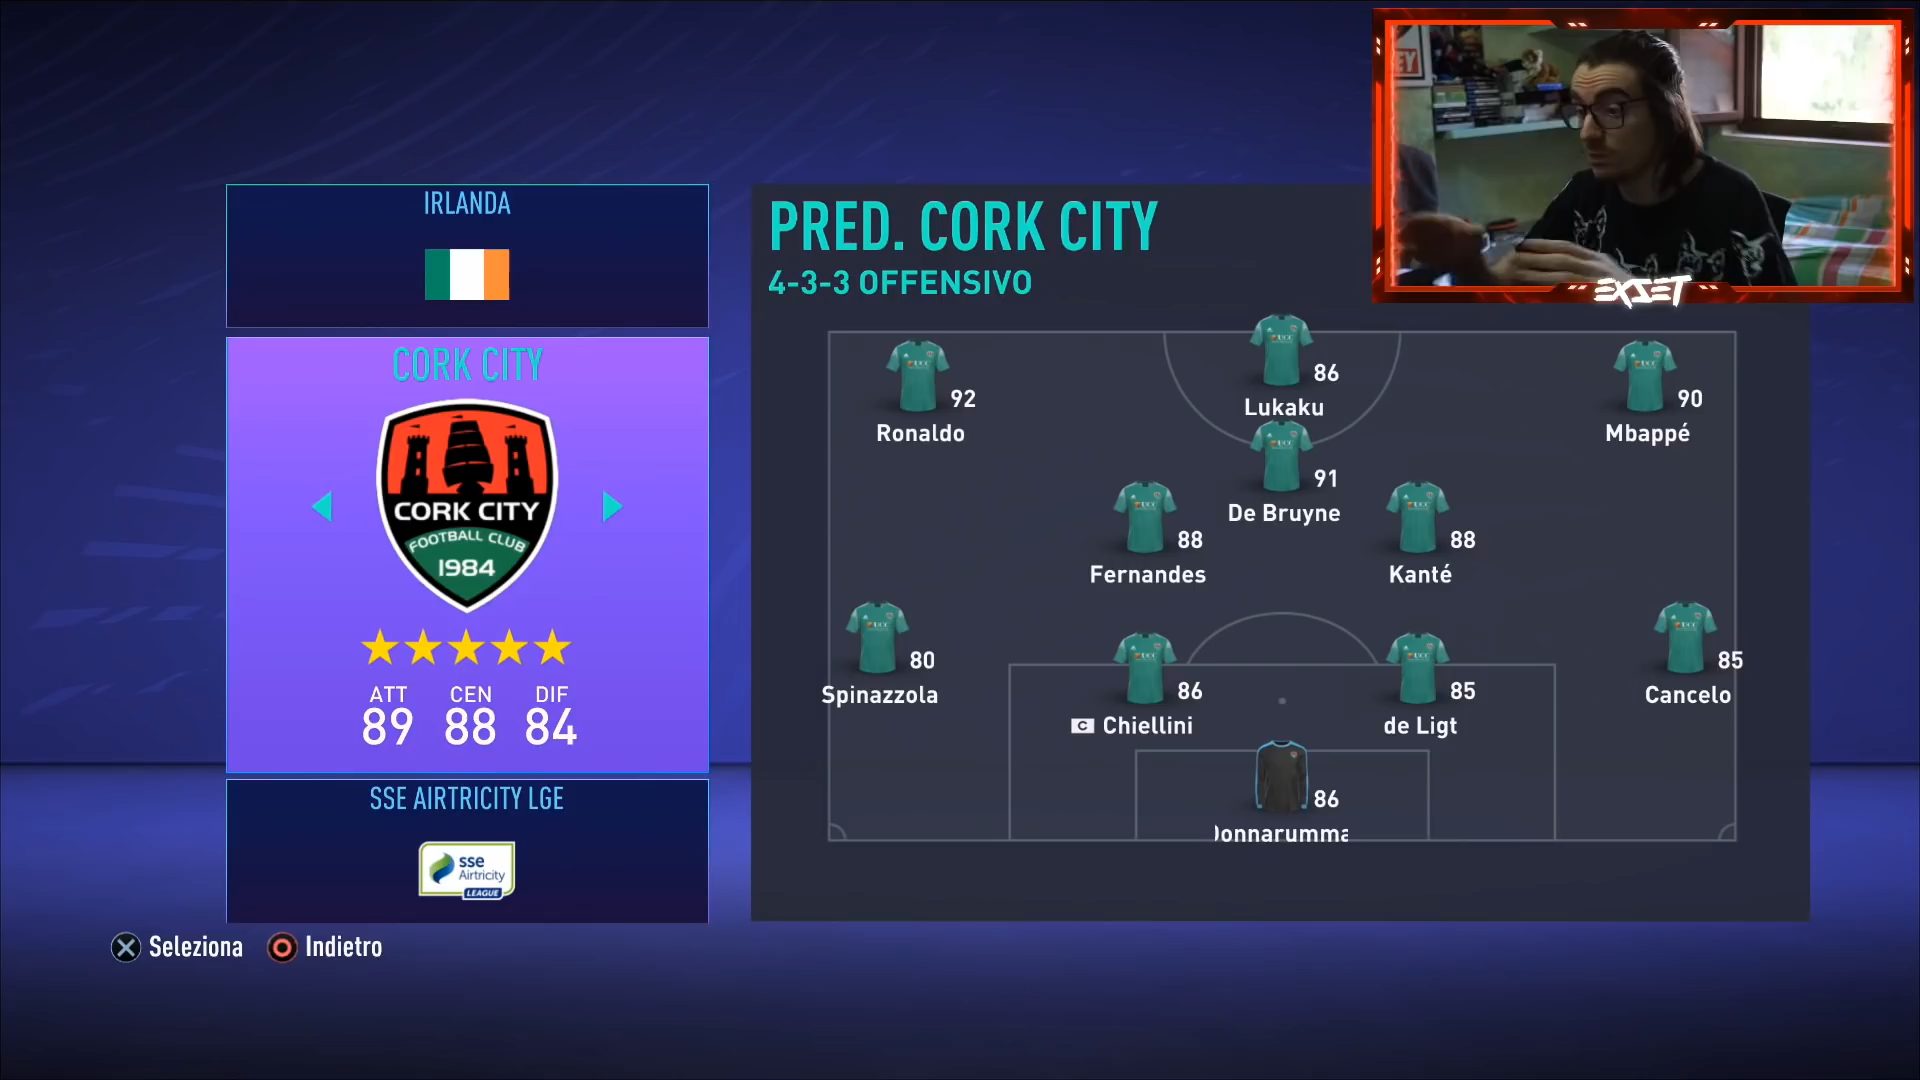 IRLANDA
CORK CITY
CORK CITY
FOOTBALL CLUB
1984
ATT CEN DIF
89 88 84
SSE AIRTRICITY LGE
sse
Airtricity
LEAGUE
Seleziona Indietro
PRED. CORK CITY
4-3-3 OFFENSIVO
92
Ronaldo
86
Lukaku
90
Mbappé
91
De Bruyne
88
Fernandes
88
Kanté
80
Spinazzola
86
C Chiellini
85
de Ligt
85
Cancelo
86
Donnarumma
EXSET